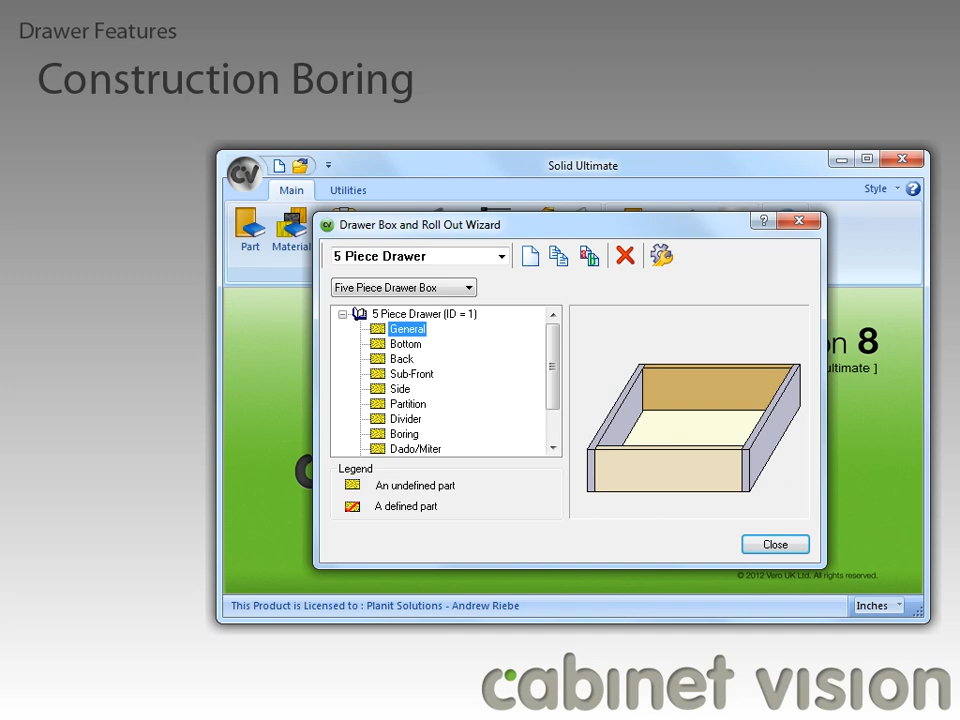 Drawer Features
Construction Boring
CV
Solid Ultimate
Main
Utilities
Style
Part
Material
Drawer Box and Roll Out Wizard
5 Piece Drawer
Five Piece Drawer Box
5 Piece Drawer (ID = 1)
General
Bottom
Back
Sub-Front
Side
Partition
Divider
Boring
Dado/Miter
Legend
An undefined part
A defined part
Close
on 8
ultimate ]
© 2012 Vero UK Ltd. All rights reserved.
This Product is Licensed to : Planit Solutions - Andrew Riebe
Inches
cabinet vision